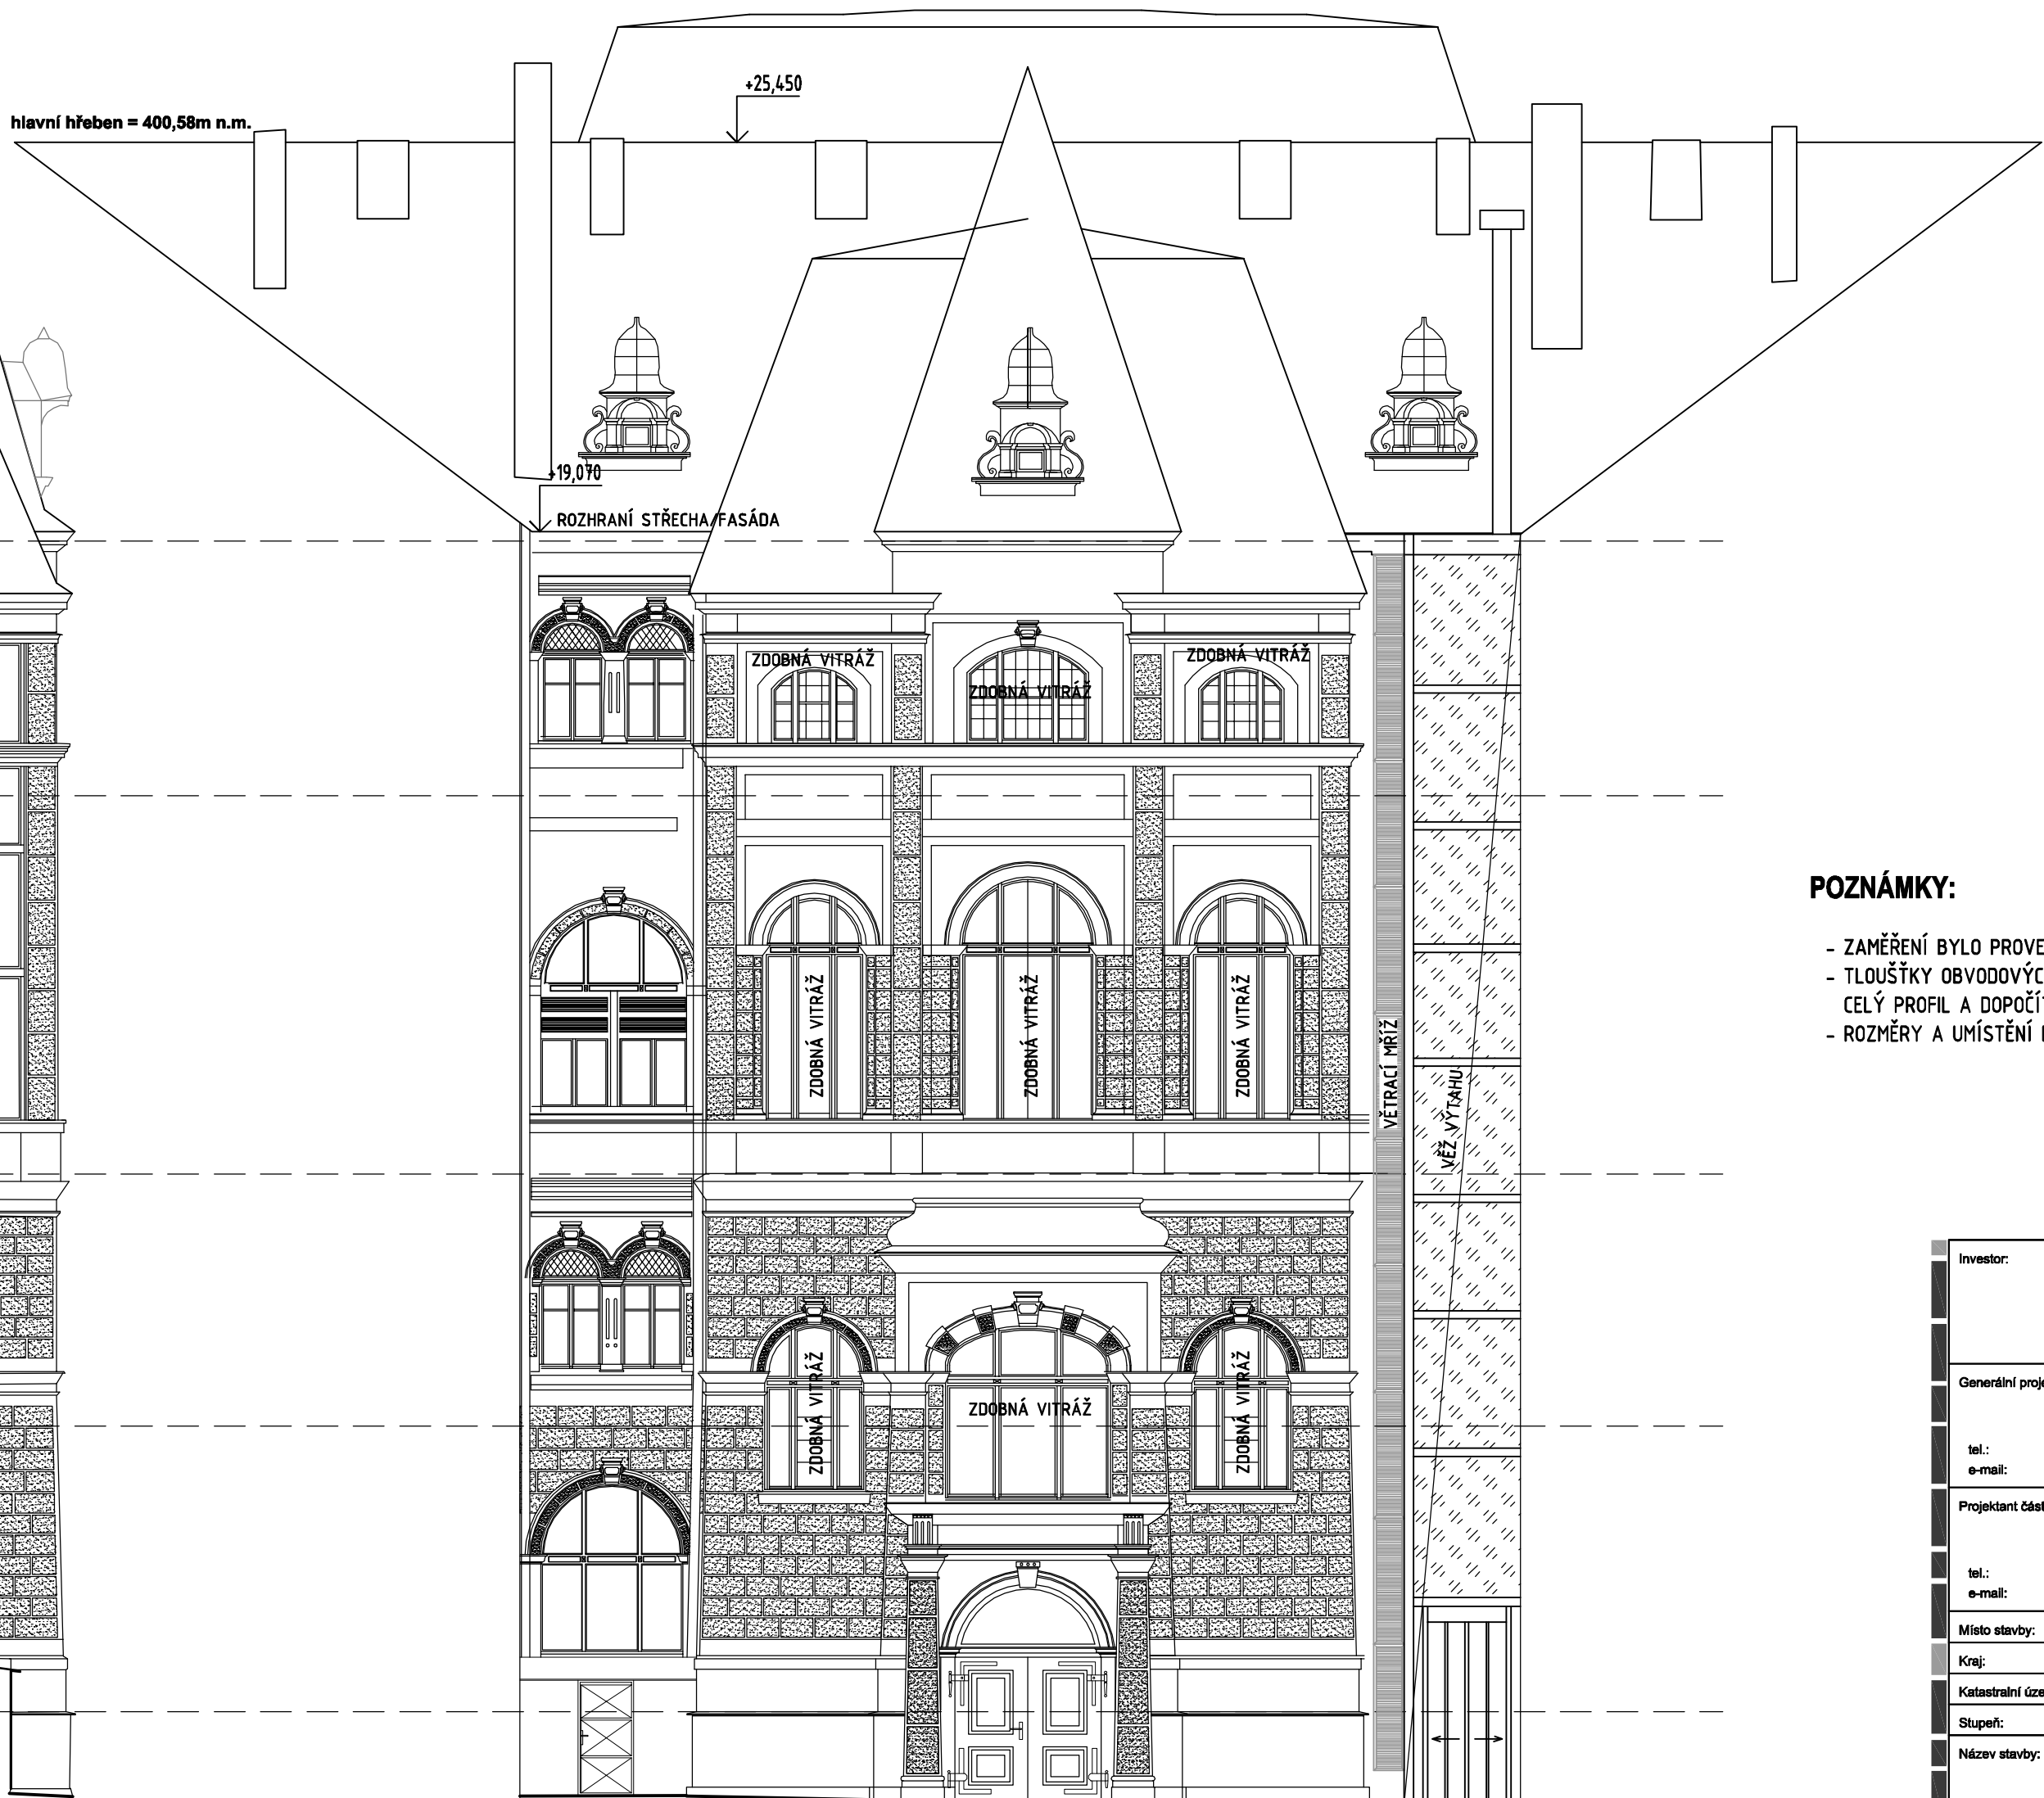 +25,450
hlavní hřeben = 400,58m n.m.
+19,070
ROZHRANÍ STŘECHA/FASÁDA
ZDOBNÁ VITRÁŽ
ZDOBNÁ VITRÁŽ
ZDOBNÁ VITRÁŽ
ZDOBNÁ VITRÁŽ
ZDOBNÁ VITRÁŽ
ZDOBNÁ VITRÁŽ
VĚTRACÍ MŘÍŽ
VĚŽ VÝTAHU
ZDOBNÁ VITRÁŽ
ZDOBNÁ VITRÁŽ
ZDOBNÁ VITRÁŽ
POZNÁMKY:
- ZAMĚŘENÍ BYLO PROVE
- TLOUŠŤKY OBVODOVÝC
CELÝ PROFIL A DOPOČÍ
- ROZMĚRY A UMÍSTĚNÍ
Investor:
Generální proj
tel.:
e-mail:
Projektant část
tel.:
e-mail:
Místo stavby:
Kraj:
Katastralní úze
Stupeň:
Název stavby: